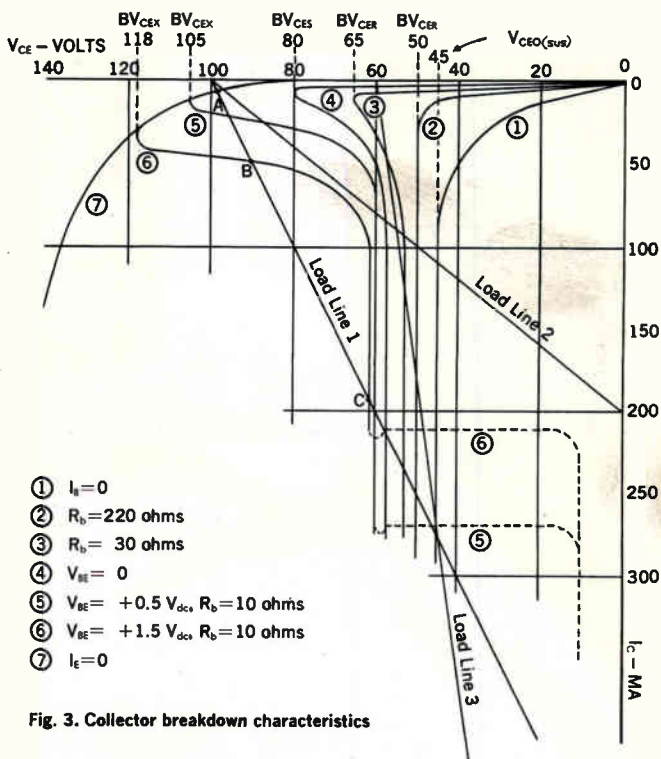 BV_CEX BV_CEX BV_CES BV_CER BV_CER
V_CE – VOLTS 118 105 80 65 50 V_CEO(sus)
45
140 120 100 80 60 40 20 0
0
A
④ ③
⑤ ② ①
⑥ B
50
⑦
100
Load Line 1
Load Line 2
150
C
200
⑥
① I_B=0
② R_b=220 ohms
250
③ R_b= 30 ohms
⑤
④ V_BE= 0
300
⑤ V_BE= +0.5 V_dc, R_b=10 ohms
⑥ V_BE= +1.5 V_dc, R_b=10 ohms
⑦ I_E=0
Load Line 3
I_C – MA
Fig. 3. Collector breakdown characteristics